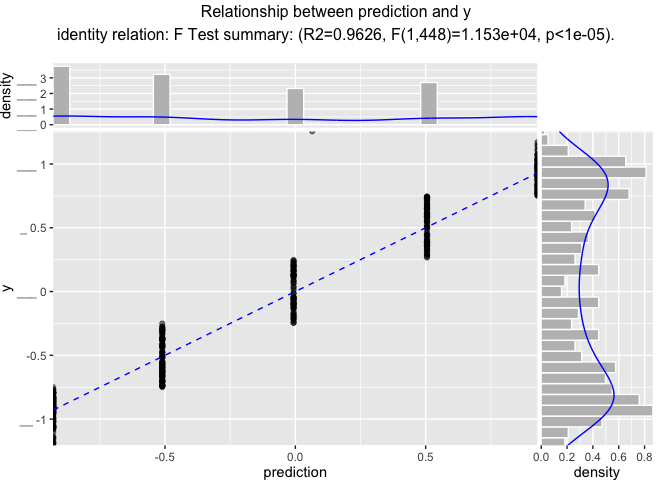 Relationship between prediction and y
identity relation: F Test summary: (R2=0.9626, F(1,448)=1.153e+04, p<1e-05).
density
3
2
1
0
y
1
0.5
0
-0.5
-1
-0.5
0.0
0.5
prediction
0.0
0.2
0.4
0.6
0.8
density